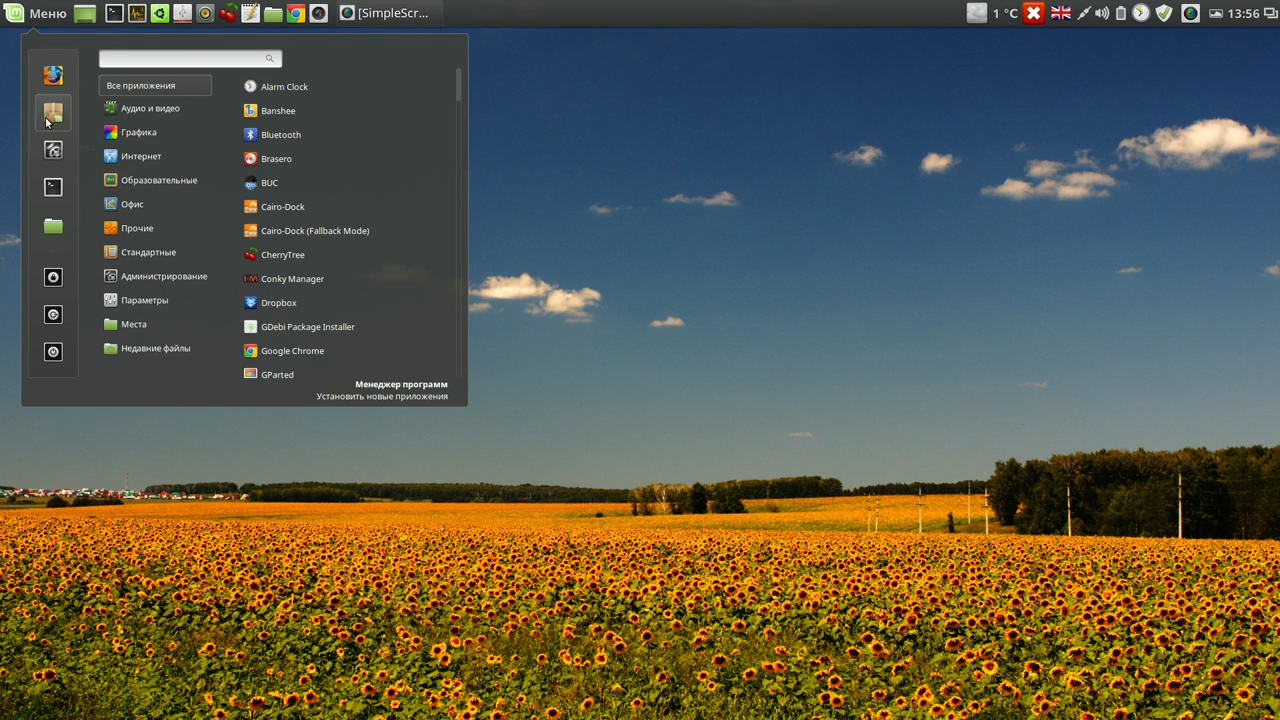 Меню
[SimpleScr...
1 °C
13:56
Все приложения
Аудио и видео
Графика
Интернет
Образовательные
Офис
Прочие
Стандартные
Администрирование
Параметры
Места
Недавние файлы
Alarm Clock
Banshee
Bluetooth
Brasero
BUC
Cairo-Dock
Cairo-Dock (Fallback Mode)
CherryTree
Conky Manager
Dropbox
GDebi Package Installer
Google Chrome
GParted
Менеджер программ
Установить новые приложения